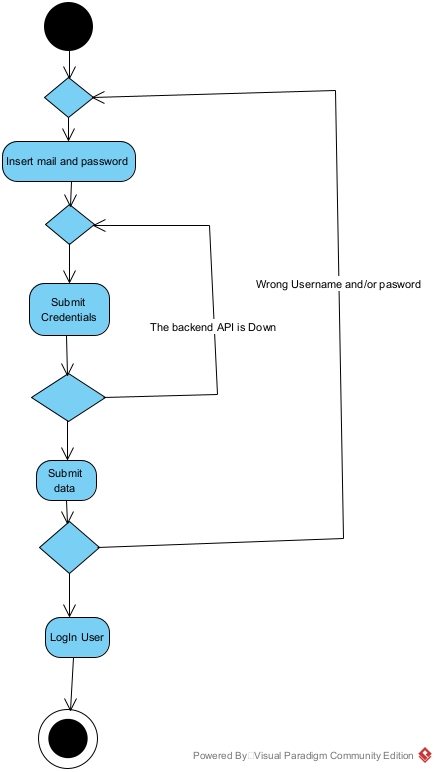 Insert mail and password
Wrong Username and/or pasword
Submit
Credentials
The backend API is Down
Submit
data
LogIn User
Powered By Visual Paradigm Community Edition